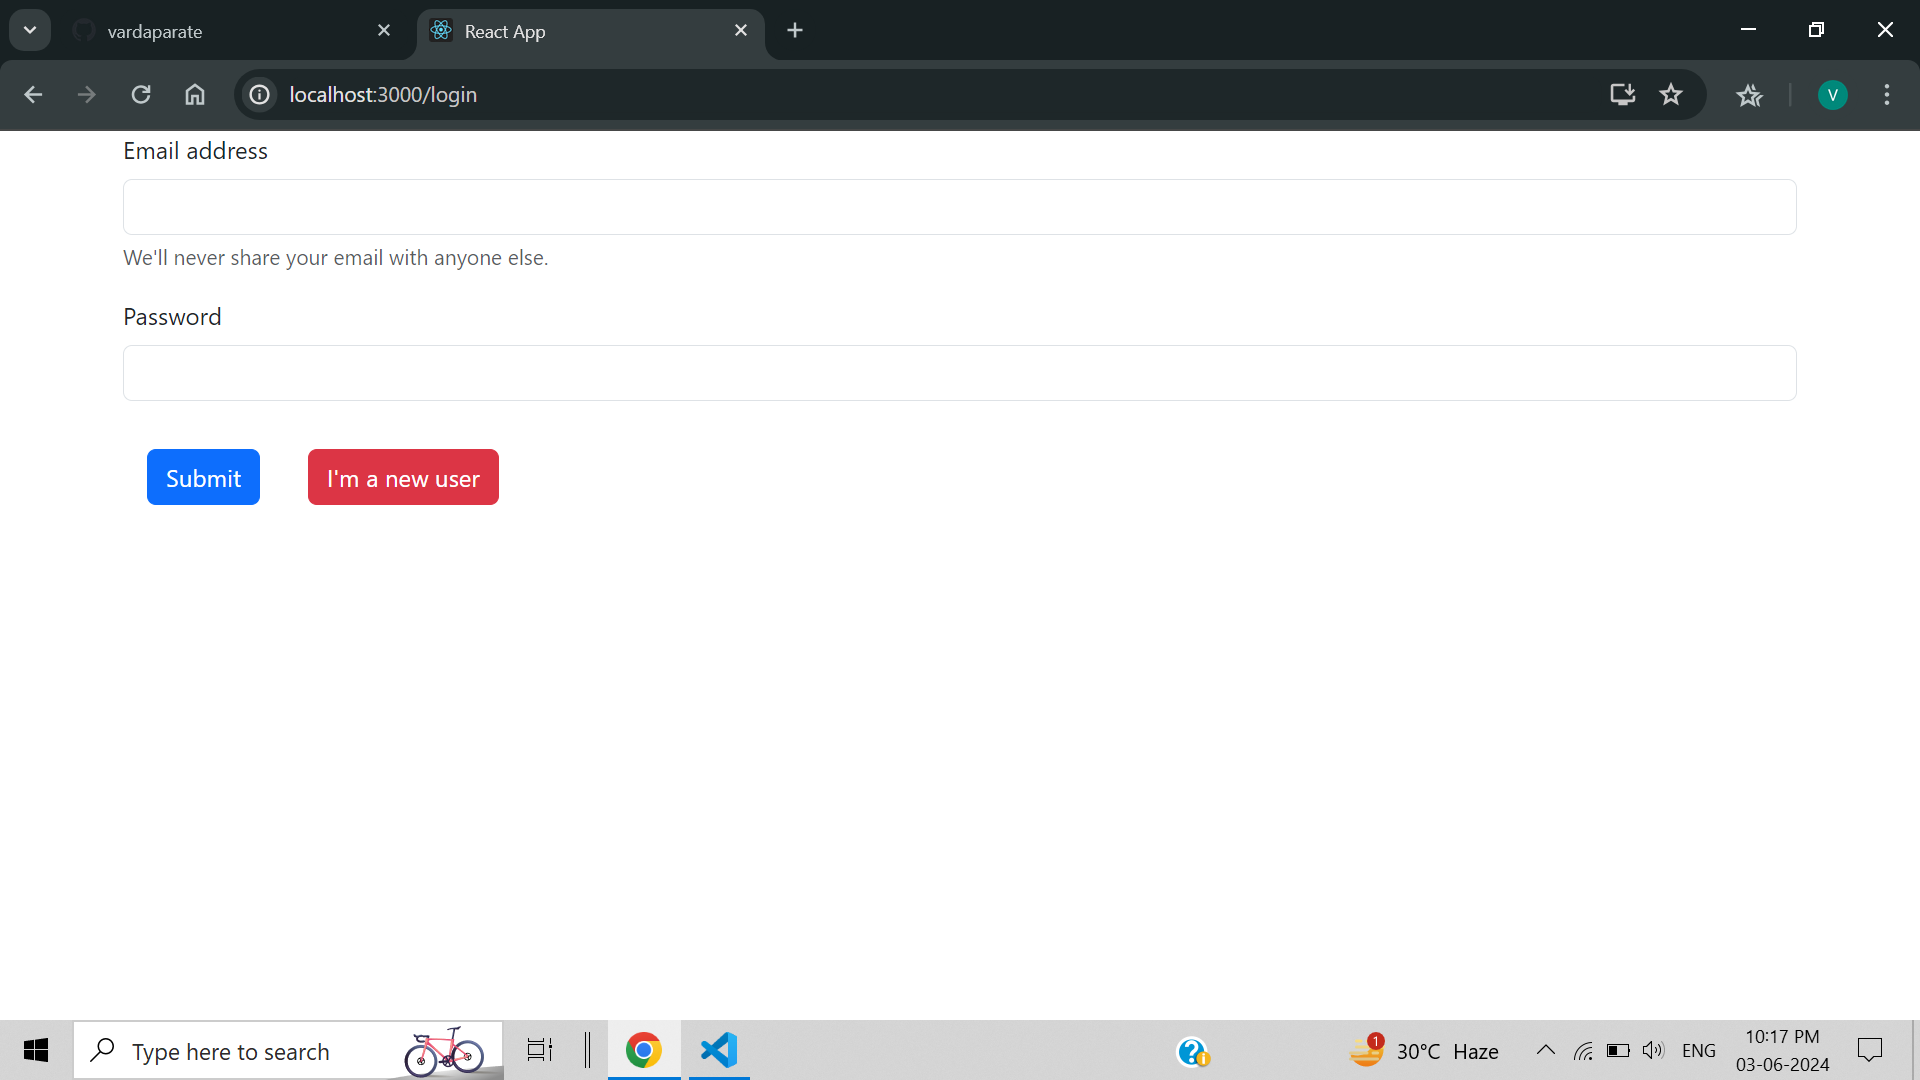 vardaparate
React App
localhost:3000/login
V
Email address
We'll never share your email with anyone else.
Password
Submit
I'm a new user
Type here to search
1
30°C Haze
ENG
10:17 PM
03-06-2024